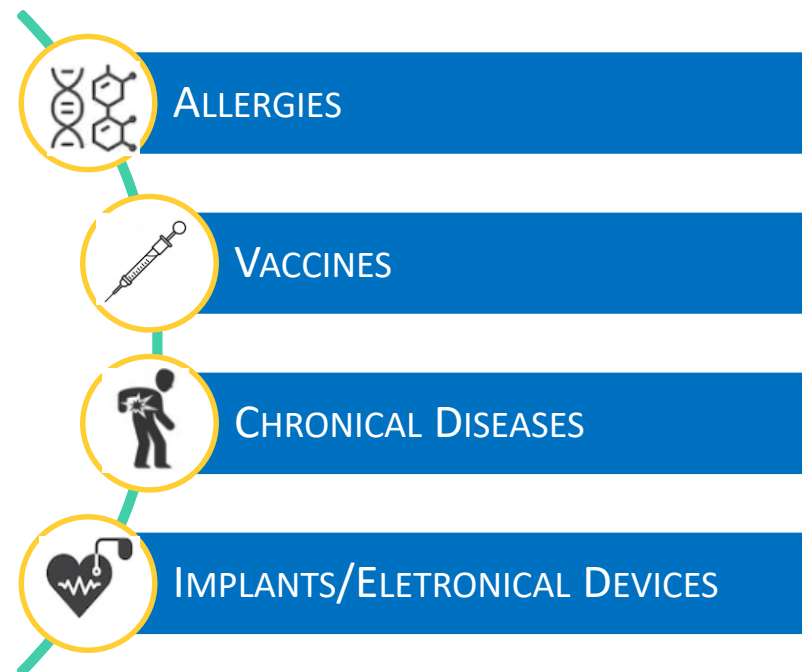 Allergies
Vaccines
Chronical Diseases
Implants/Eletronical Devices